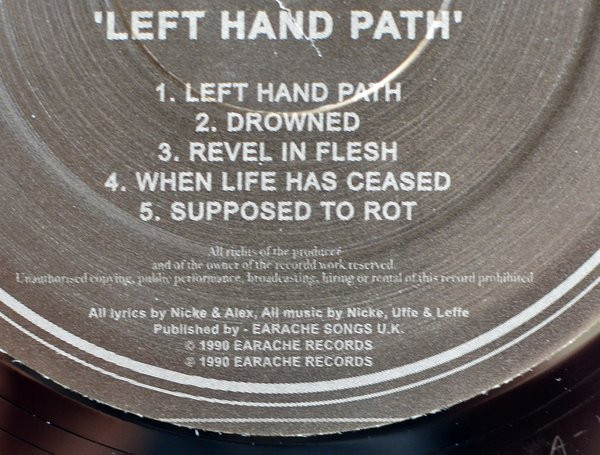 'LEFT HAND PATH'
1. LEFT HAND PATH
2. DROWNED
3. REVEL IN FLESH
4. WHEN LIFE HAS CEASED
5. SUPPOSED TO ROT
All rights of the producer
and of the owner of the recordd work reserved
Unauthorised copying, public performance, broadcasting, hiring or rental of this record prohibited
All lyrics by Nicke & Alex, All music by Nicke, Uffe & Leffe
Published by - EARACHE SONGS U.K.
© 1990 EARACHE RECORDS
℗ 1990 EARACHE RECORDS
A -